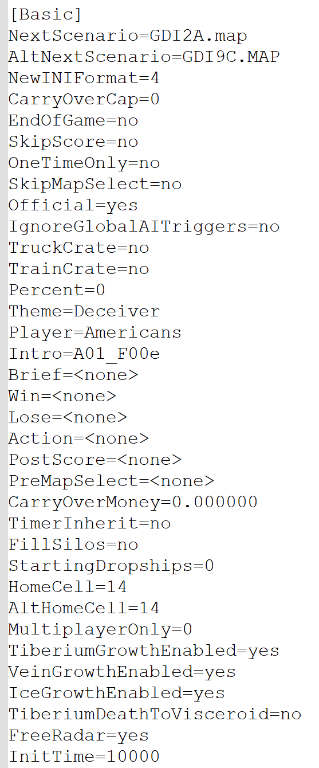 [Basic]
NextScenario=GDI2A.map
AltNextScenario=GDI9C.MAP
NewINIFormat=4
CarryOverCap=0
EndOfGame=no
SkipScore=no
OneTimeOnly=no
SkipMapSelect=no
Official=yes
IgnoreGlobalAITriggers=no
TruckCrate=no
TrainCrate=no
Percent=0
Theme=Deceiver
Player=Americans
Intro=A01_F00e
Brief=<none>
Win=<none>
Lose=<none>
Action=<none>
PostScore=<none>
PreMapSelect=<none>
CarryOverMoney=0.000000
TimerInherit=no
FillSilos=no
StartingDropships=0
HomeCell=14
AltHomeCell=14
MultiplayerOnly=0
TiberiumGrowthEnabled=yes
VeinGrowthEnabled=yes
IceGrowthEnabled=yes
TiberiumDeathToVisceroid=no
FreeRadar=yes
InitTime=10000